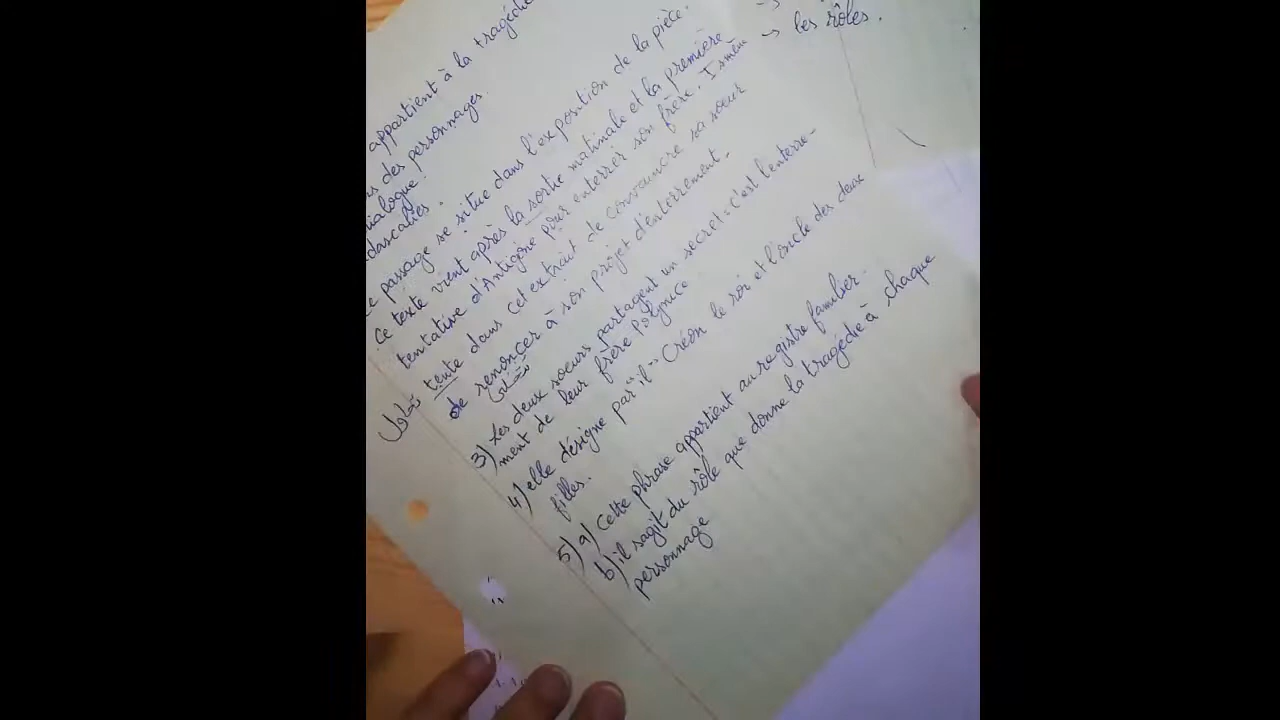 appartient à la tragédie
des personnages.
dialogue.
passage se situe dans l'exposition de la pièce.
Ce texte vient après la sortie matinale et la première
tentative d'Antigone pour enterrer son frère. Ismène
tente dans cet extrait de convaincre sa soeur
de renoncer à son projet d'enterrement.
3) Les deux soeurs partagent un secret : c'est l'enterre-
ment de leur frère Polynice
4) elle désigne par "il" -> Créon le roi et l'oncle des deux
filles.
5) a) Cette phrase appartient au registre familier.
b) il sagit du rôle que donne la tragédie à chaque
personnage
-> les rôles.